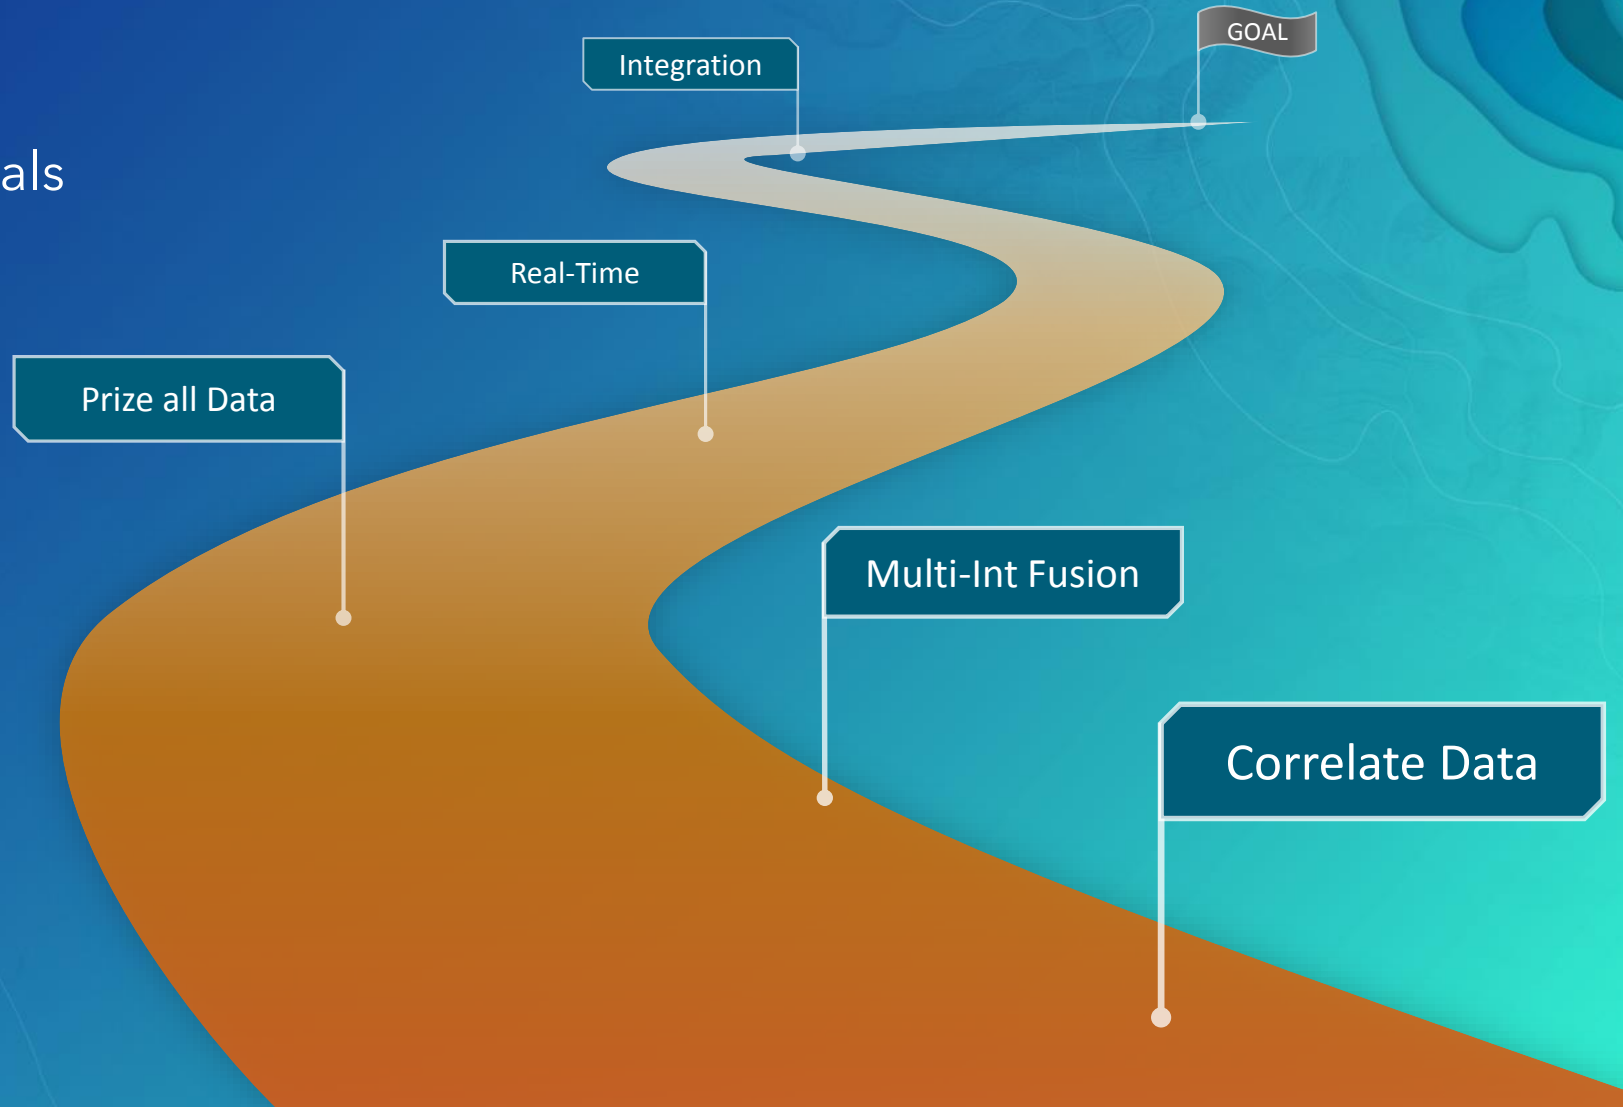 GOAL
Integration
als
Real-Time
Prize all Data
Multi-Int Fusion
Correlate Data